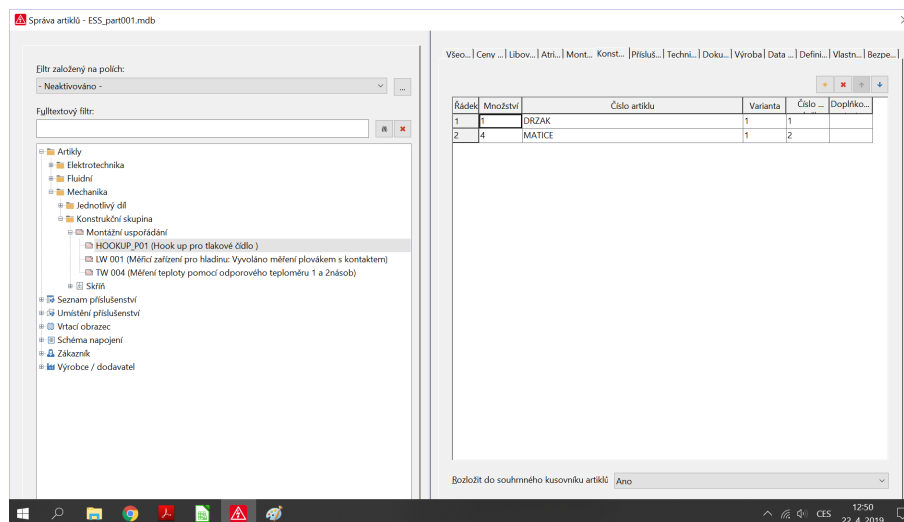 Správa artiklů - ESS_part001.mdb
Filtr založený na polích:
- Neaktivováno -
...
Fulltextový filtr:
Artikly
Elektrotechnika
Fluidní
Mechanika
Jednotlivý díl
Konstrukční skupina
Montážní uspořádání
HOOKUP_P01 (Hook up pro tlakové čídlo )
LW 001 (Měřicí zařízení pro hladinu: Vyvoláno měření plovákem s kontaktem)
TW 004 (Měření teploty pomocí odporového teploměru 1 a 2násob)
Skříň
Seznam příslušenství
Umístění příslušenství
Vrtací obrazec
Schéma napojení
Zákazník
Výrobce / dodavatel
Všeo... Ceny ... Libov... Atri... Mont... Konst... Přísluš... Techni... Doku... Výroba Data ... Defini... Vlastn... Bezpe...
Řádek Množství Číslo artiklu Varianta Číslo ... Doplňko...
1 1 DRZAK 1 1
2 4 MATICE 1 2
Rozložit do souhrnného kusovníku artiklů Ano
CES
12:50
22. 4. 2019